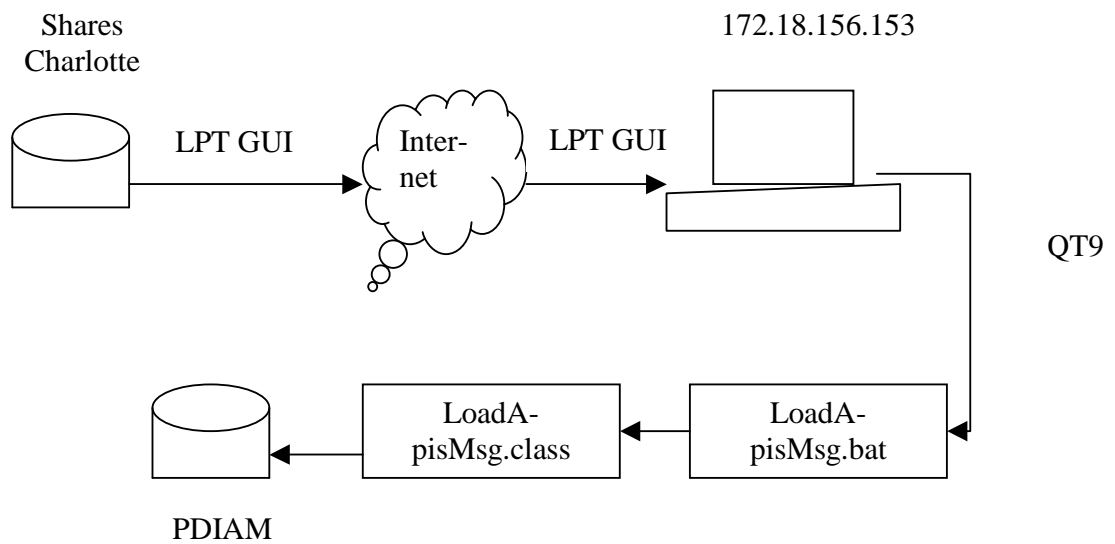 Shares
Charlotte
172.18.156.153
LPT GUI
Inter-
net
LPT GUI
QT9
LoadA-
pisMsg.class
LoadA-
pisMsg.bat
PDIAM